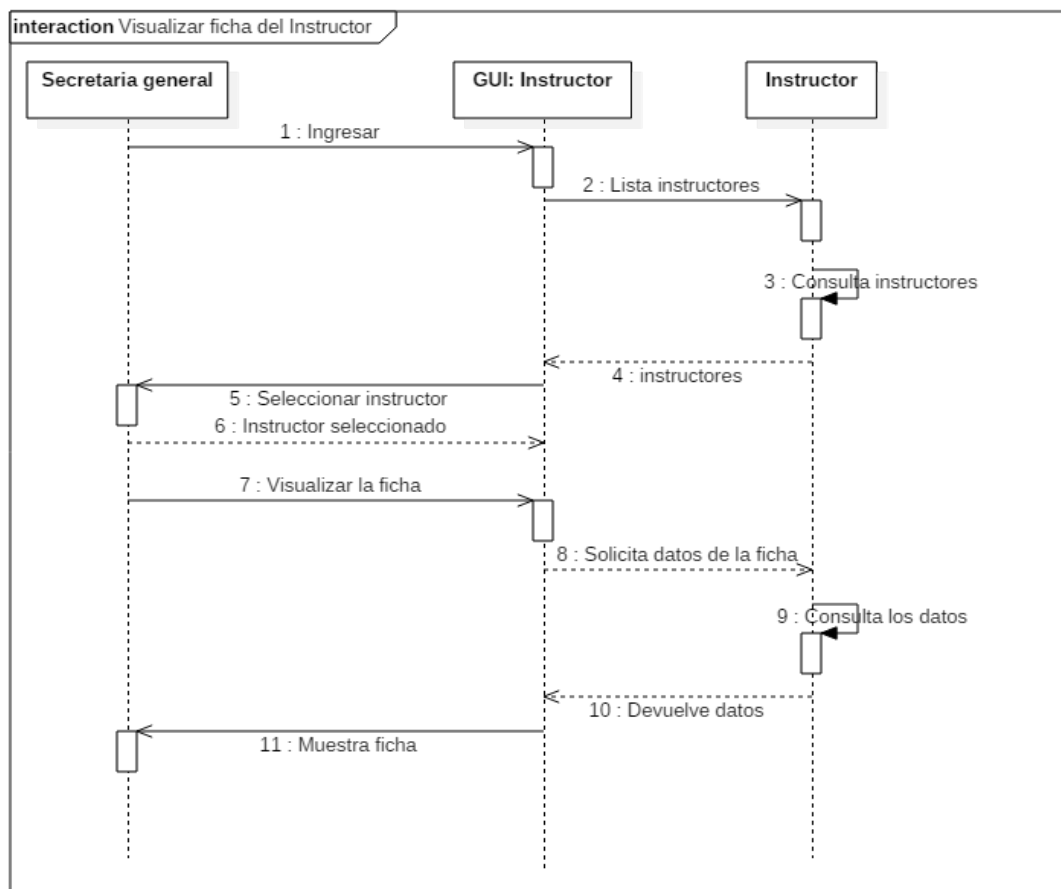 interaction Visualizar ficha del Instructor
Secretaria general
GUI: Instructor
Instructor
1 : Ingresar
2 : Lista instructores
3 : Consulta instructores
4 : instructores
5 : Seleccionar instructor
6 : Instructor seleccionado
7 : Visualizar la ficha
8 : Solicita datos de la ficha
9 : Consulta los datos
10 : Devuelve datos
11 : Muestra ficha